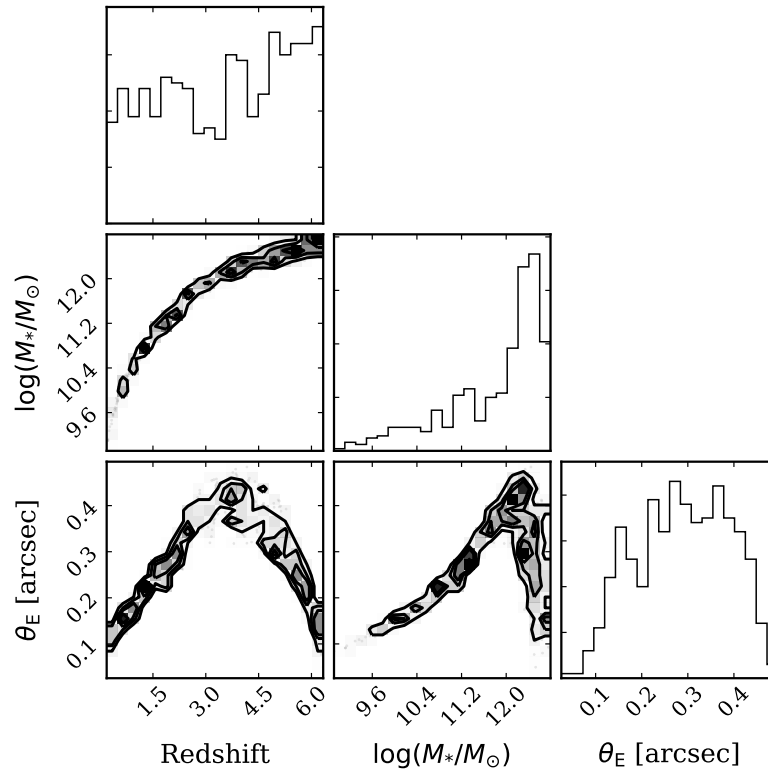 log(M*/M⊙)
12.0
11.2
10.4
9.6
θE [arcsec]
0.4
0.3
0.2
0.1
1.5 3.0 4.5 6.0
9.6 10.4 11.2 12.0
0.1 0.2 0.3 0.4
Redshift
log(M*/M⊙)
θE [arcsec]